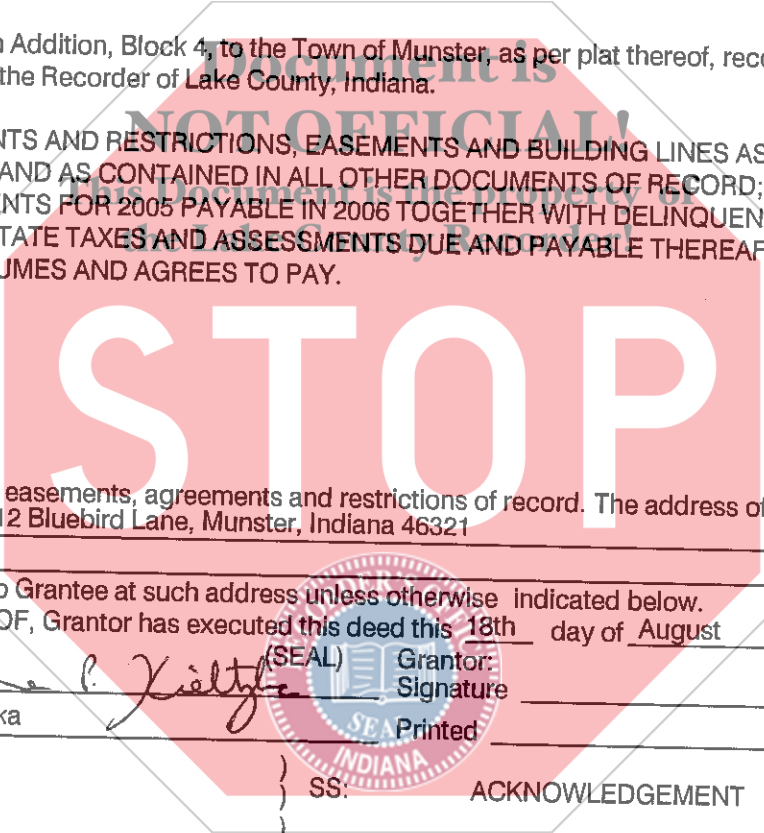 Addition, Block 4, to the Town of Munster, as per plat thereof, reco
the Recorder of Lake County, Indiana.
Document is
NOT OFFICIAL!
NTS AND RESTRICTIONS, EASEMENTS AND BUILDING LINES AS
AND AS CONTAINED IN ALL OTHER DOCUMENTS OF RECORD;
This Document is the property of
ENTS FOR 2005 PAYABLE IN 2006 TOGETHER WITH DELINQUEN
TATE TAXES AND ASSESSMENTS DUE AND PAYABLE THEREAF
the Lake County Recorder!
UMES AND AGREES TO PAY.
STOP
easements, agreements and restrictions of record. The address of
12 Bluebird Lane, Munster, Indiana 46321
o Grantee at such address unless otherwise indicated below.
OF, Grantor has executed this deed this 18th day of August
(SEAL) Grantor:
P. Kieltyka Signature
ka Printed
SEAL
INDIANA
) SS: ACKNOWLEDGEMENT
)
)